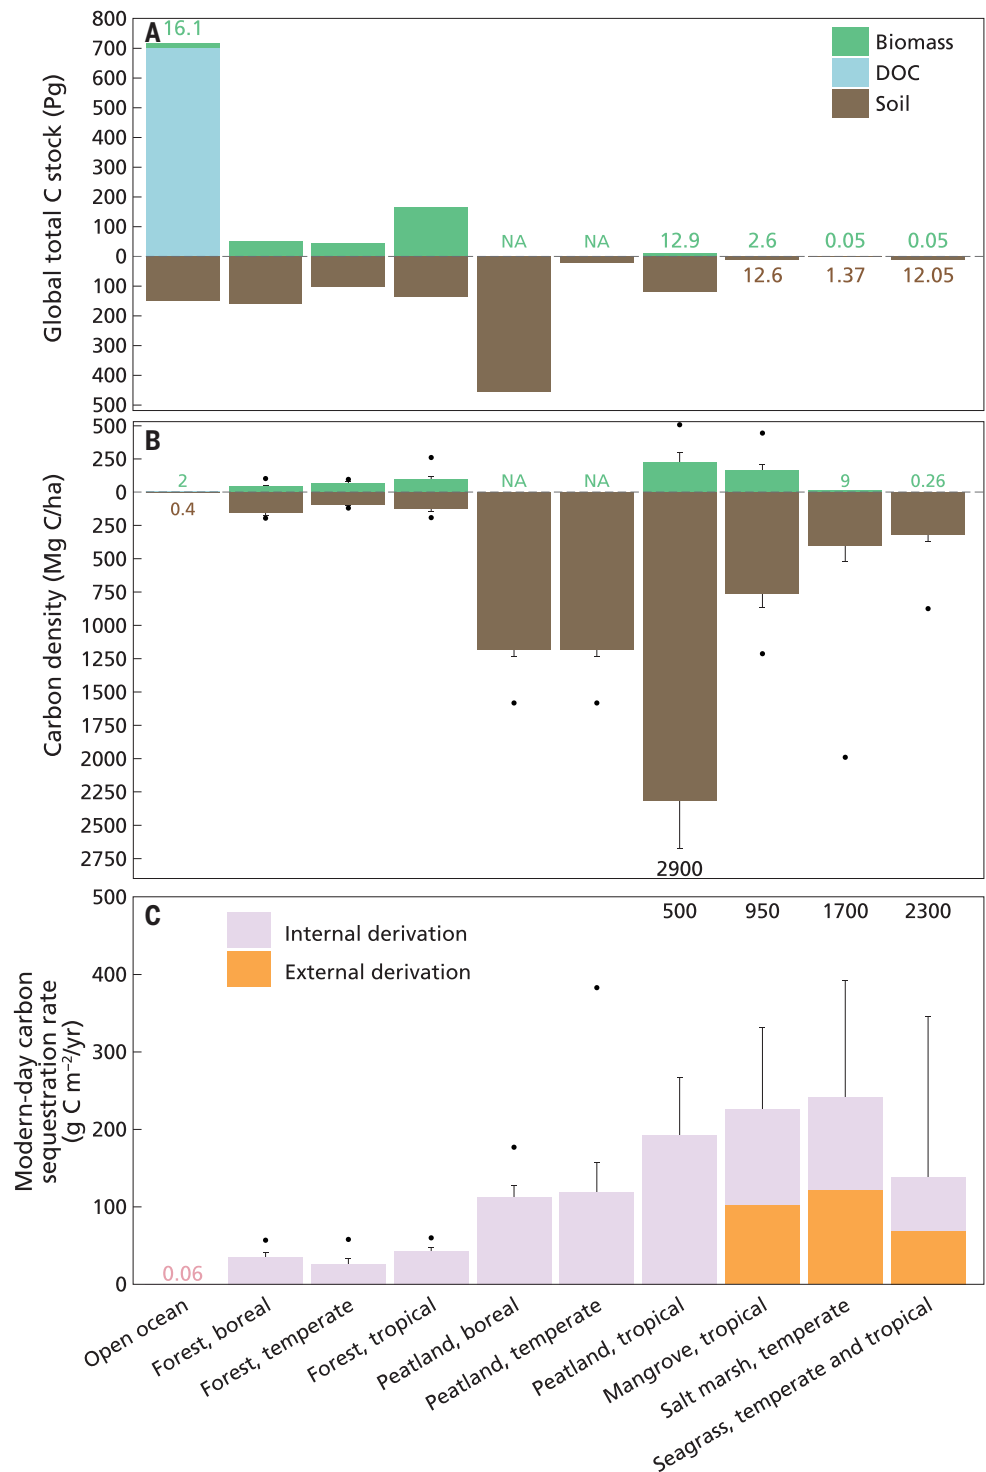 A
16.1
Biomass
DOC
Soil
Global total C stock (Pg)
800
700
600
500
400
300
200
100
0
100
200
300
400
500
NA
NA
12.9
2.6
0.05
0.05
12.6
1.37
12.05
B
Carbon density (Mg C/ha)
500
250
0
250
500
750
1000
1250
1500
1750
2000
2250
2500
2750
2
0.4
NA
NA
9
0.26
2900
C
Modern-day carbon
sequestration rate
(g C m⁻²/yr)
500
400
300
200
100
0
Internal derivation
External derivation
500
950
1700
2300
0.06
Open ocean
Forest, boreal
Forest, temperate
Forest, tropical
Peatland, boreal
Peatland, temperate
Peatland, tropical
Mangrove, tropical
Salt marsh, temperate
Seagrass, temperate and tropical